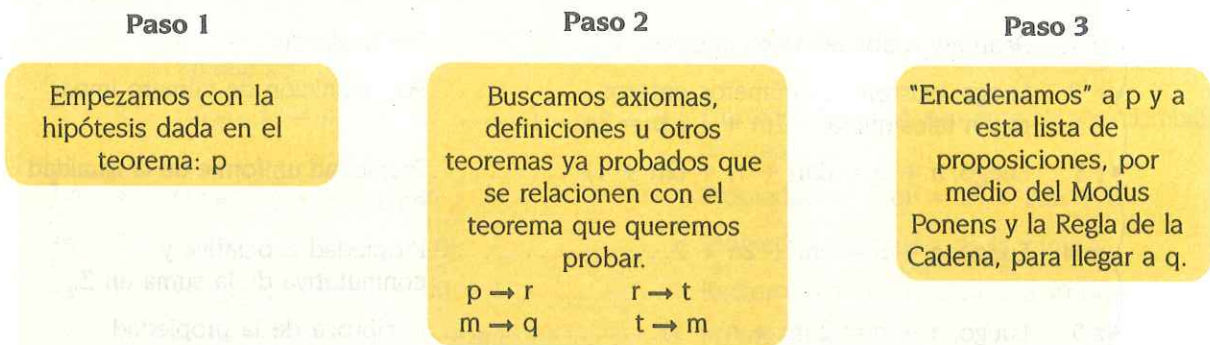 Paso 1
Empezamos con la
hipótesis dada en el
teorema: p
Paso 2
Buscamos axiomas,
definiciones u otros
teoremas ya probados que
se relacionen con el
teorema que queremos
probar.
p → r r → t
m → q t → m
Paso 3
"Encadenamos" a p y a
esta lista de
proposiciones, por
medio del Modus
Ponens y la Regla de la
Cadena, para llegar a q.